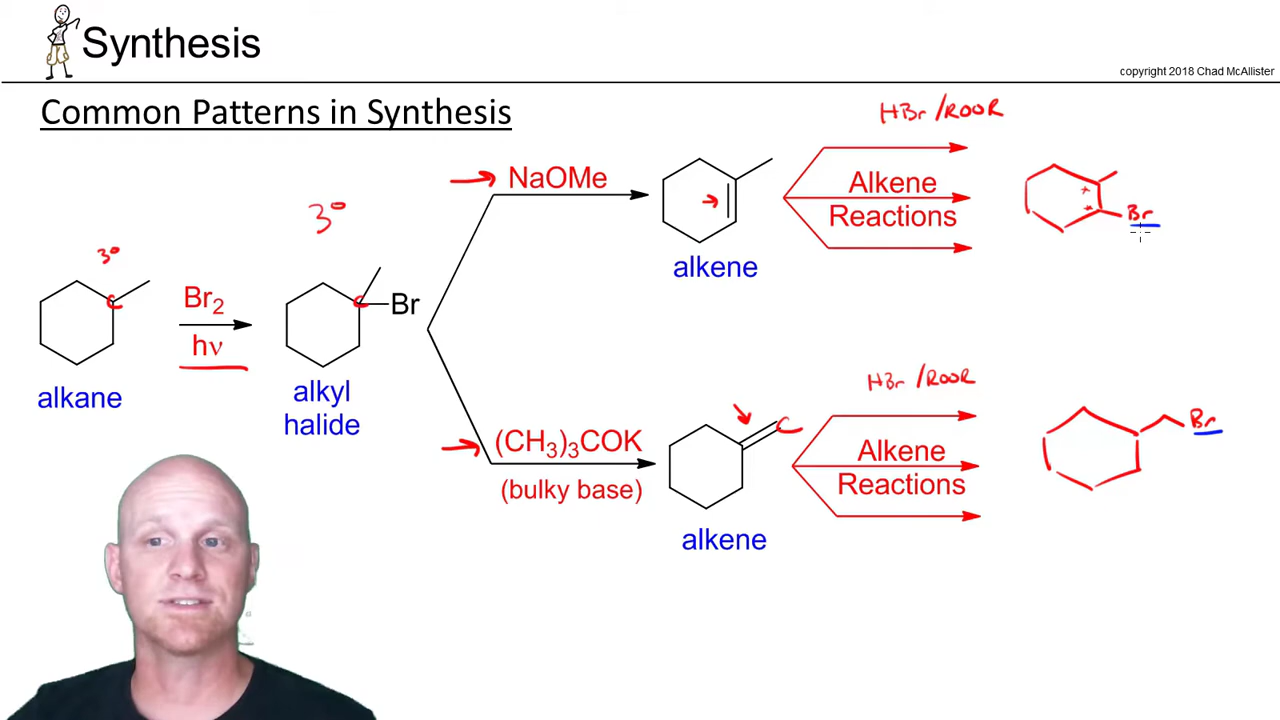 Synthesis
copyright 2018 Chad McAllister
Common Patterns in Synthesis
HBr/ROOR
NaOMe
Alkene
Reactions
Br
alkene
3°
3°
C
Br₂
hν
C
Br
alkane
alkyl
halide
HBr/ROOR
(CH₃)₃COK
(bulky base)
C
Alkene
Reactions
Br
alkene